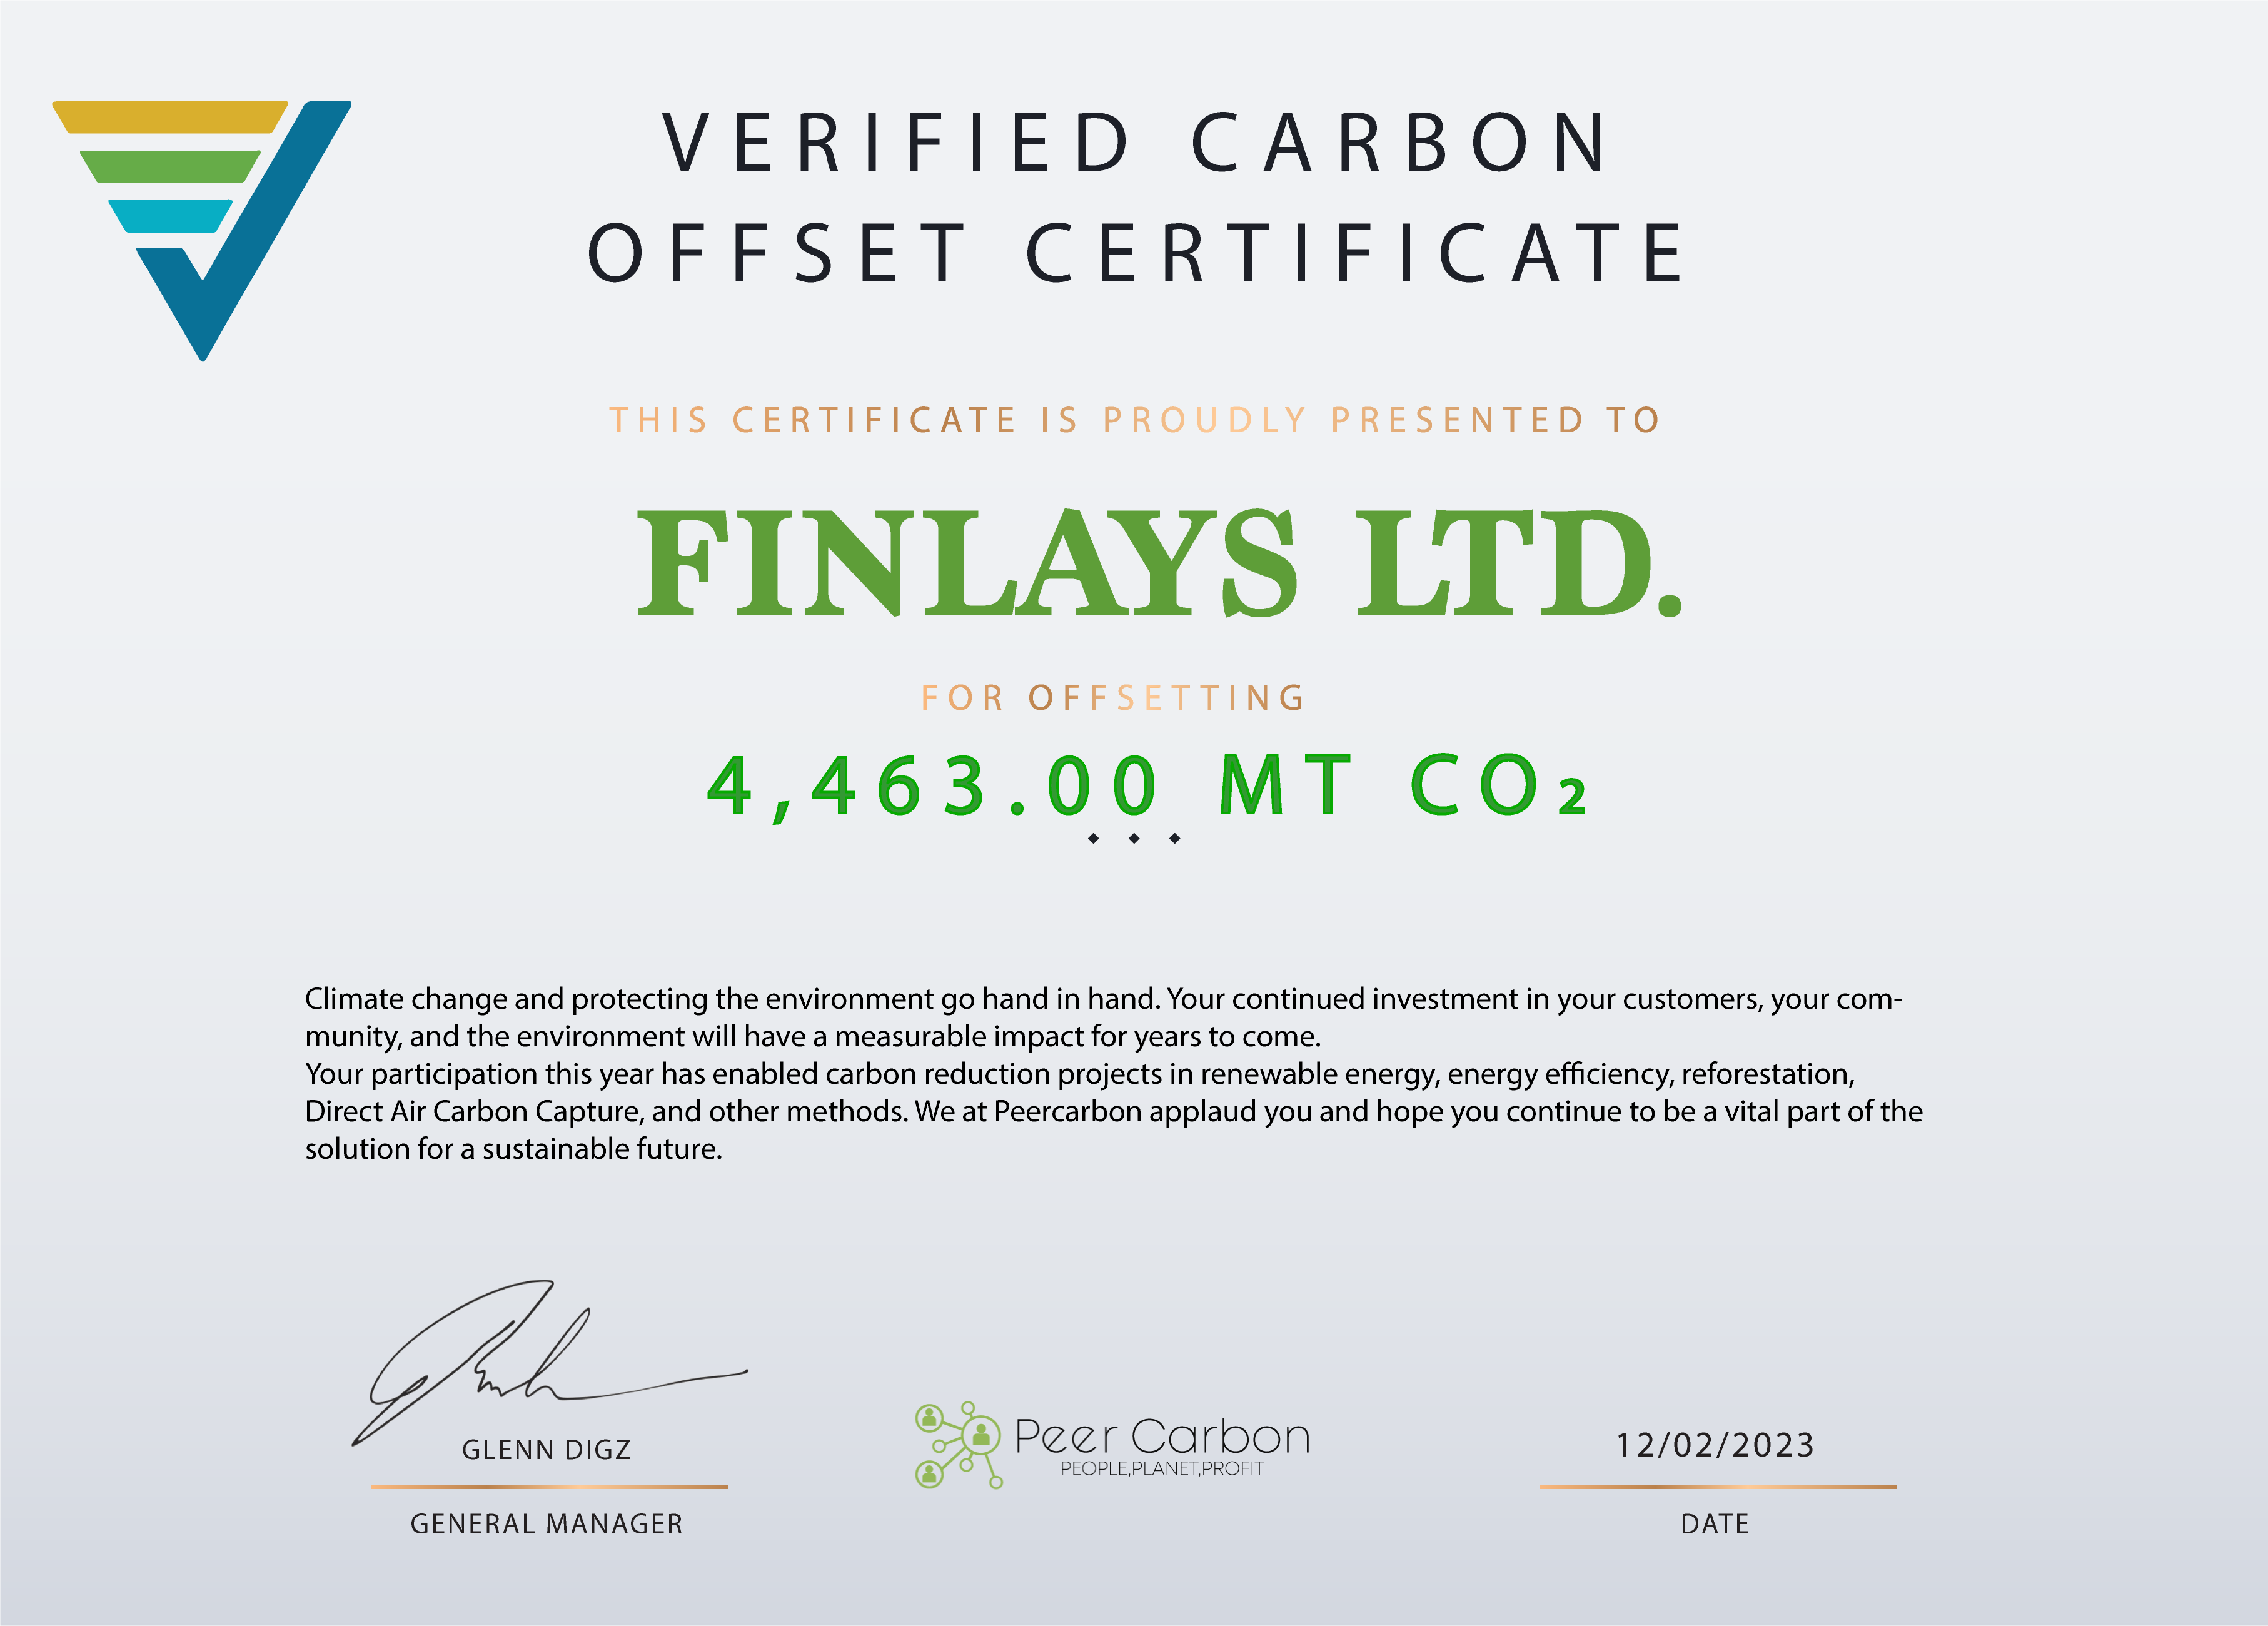 VERIFIED CARBON
OFFSET CERTIFICATE
THIS CERTIFICATE IS PROUDLY PRESENTED TO
FINLAYS LTD.
FOR OFFSETTING
4,463.00 MT CO₂
Climate change and protecting the environment go hand in hand. Your continued investment in your customers, your com-
munity, and the environment will have a measurable impact for years to come.
Your participation this year has enabled carbon reduction projects in renewable energy, energy efficiency, reforestation,
Direct Air Carbon Capture, and other methods. We at Peercarbon applaud you and hope you continue to be a vital part of the
solution for a sustainable future.
GLENN DIGZ
GENERAL MANAGER
Peer Carbon
PEOPLE,PLANET,PROFIT
12/02/2023
DATE